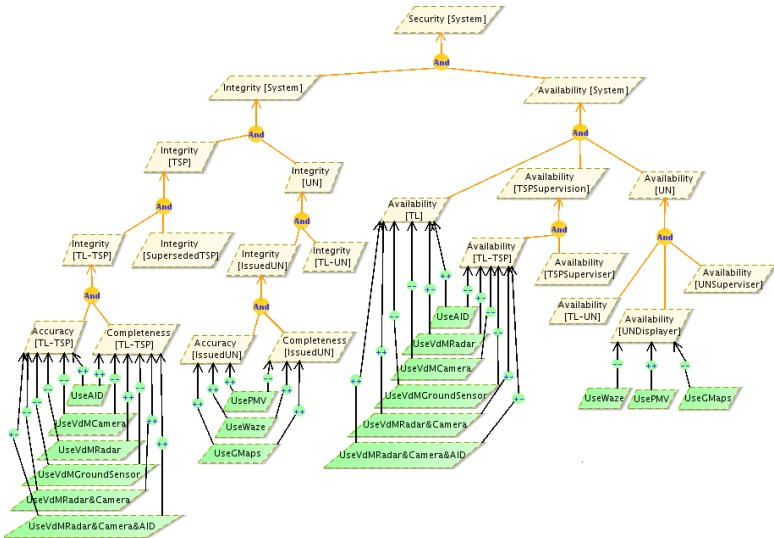 Security [System]
And
Integrity [System]
Availability [System]
And
And
Integrity
[TSP]
Integrity
[UN]
Availability
[TSPSupervision]
Availability
[UN]
And
And
Availability
[TL]
And
And
Integrity
[TL-TSP]
Integrity
[SupersededTSP]
Integrity
[IssuedUN]
Integrity
[TL-UN]
Availability
[TL-TSP]
Availability
[TSPSuperviser]
Availability
[UNSuperviser]
And
And
Availability
[TL-UN]
Availability
[UNDisplayer]
Accuracy
[TL-TSP]
Completeness
[TL-TSP]
Accuracy
[IssuedUN]
Completeness
[IssuedUN]
UseAID
UseVdMRadar
UseVdMCamera
UseVdMGroundSensor
UseVdMRadar&Camera
UseVdMRadar&Camera&AID
UseWaze
UsePMV
UseGMaps
UsePMV
UseWaze
UseGMaps
UseAID
UseVdMCamera
UseVdMRadar
UseVdMGroundSensor
UseVdMRadar&Camera
UseVdMRadar&Camera&AID